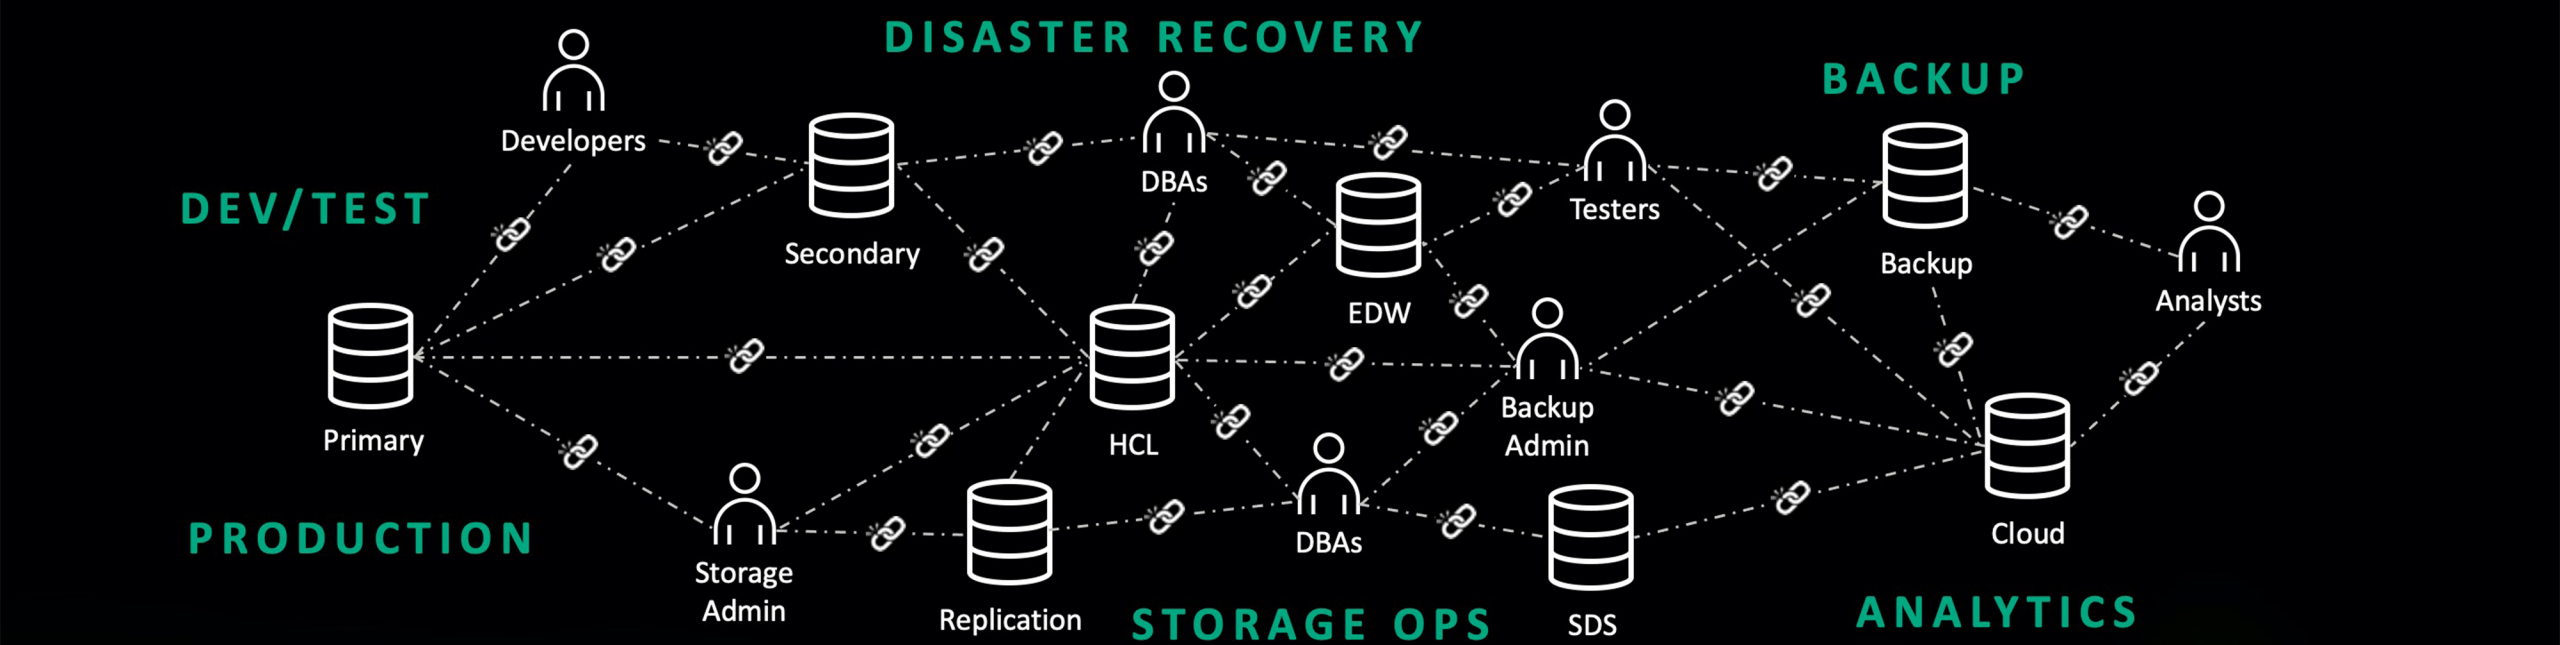 DISASTER RECOVERY
BACKUP
Developers
DBAs
DEV/TEST
Testers
Secondary
Backup
EDW
Analysts
Primary
HCL
Backup
Admin
PRODUCTION
DBAs
Cloud
Storage
Admin
Replication
STORAGE OPS
SDS
ANALYTICS